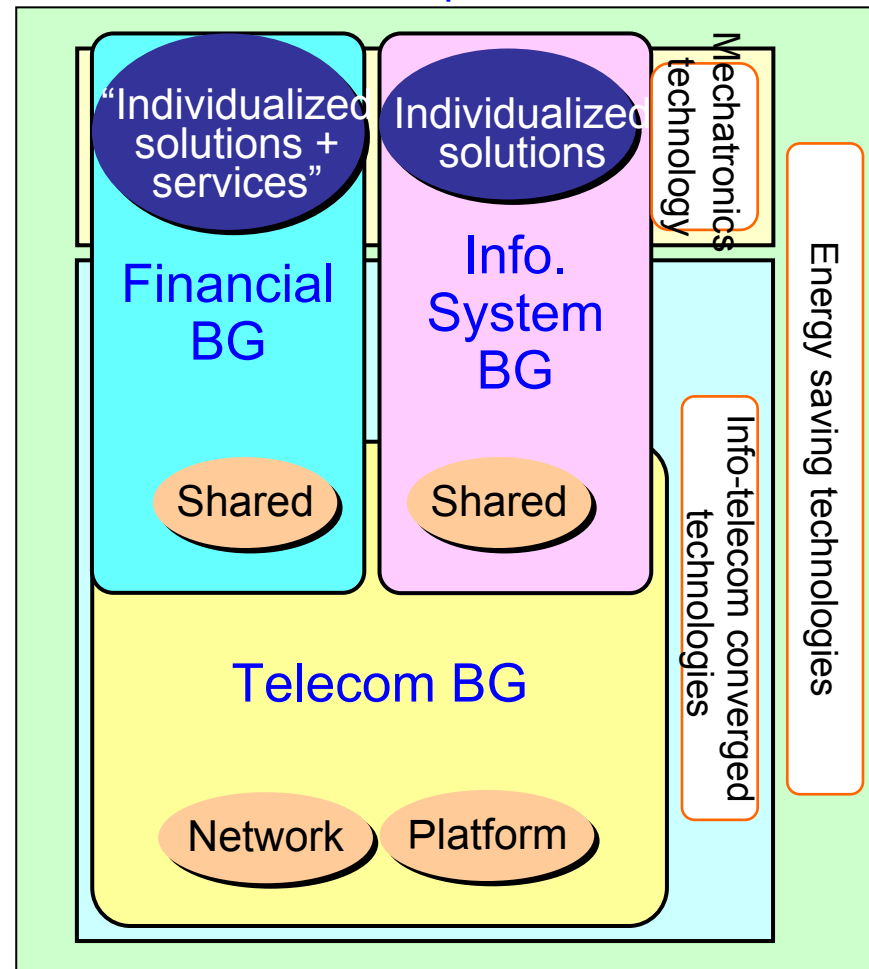 “Individualized
solutions +
services”
Individualized
solutions
Mechatronics
technology
Financial
BG
Info.
System
BG
Energy saving technologies
Info-telecom converged
technologies
Shared
Shared
Telecom BG
Network
Platform